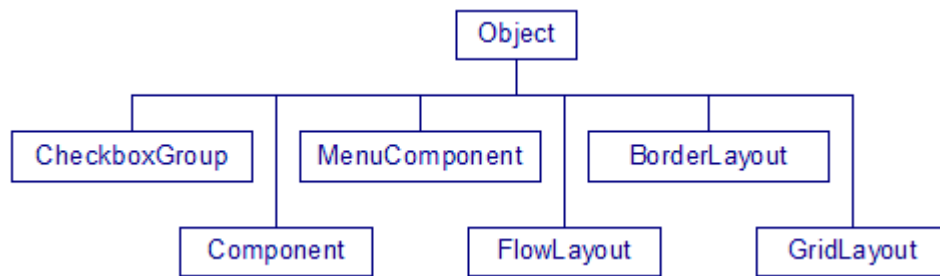 Object
CheckboxGroup
MenuComponent
BorderLayout
Component
FlowLayout
GridLayout